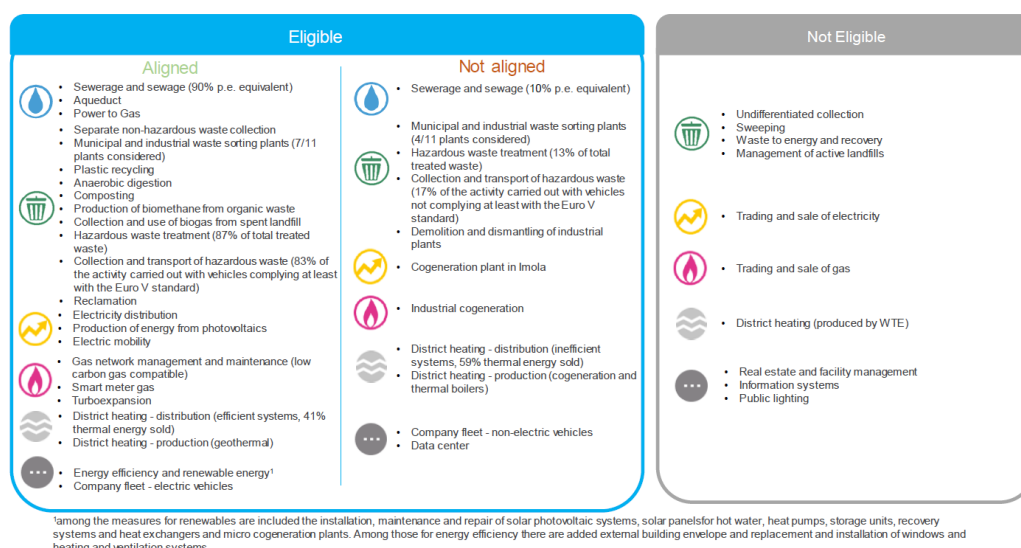 Eligible
Aligned
• Sewerage and sewage (90% p.e. equivalent)
• Aqueduct
• Power to Gas
• Separate non-hazardous waste collection
• Municipal and industrial waste sorting plants (7/11
plants considered)
• Plastic recycling
• Anaerobic digestion
• Composting
• Production of biomethane from organic waste
• Collection and use of biogas from spent landfill
• Hazardous waste treatment (87% of total treated
waste)
• Collection and transport of hazardous waste (83% of
the activity carried out with vehicles complying at least
with the Euro V standard)
• Reclamation
• Electricity distribution
• Production of energy from photovoltaics
• Electric mobility
• Gas network management and maintenance (low
carbon gas compatible)
• Smart meter gas
• Turboexpansion
• District heating - distribution (efficient systems, 41%
thermal energy sold)
• District heating - production (geothermal)
• Energy efficiency and renewable energy¹
• Company fleet - electric vehicles
Not aligned
• Sewerage and sewage (10% p.e. equivalent)
• Municipal and industrial waste sorting plants
(4/11 plants considered)
• Hazardous waste treatment (13% of total
treated waste)
• Collection and transport of hazardous waste
(17% of the activity carried out with vehicles
not complying at least with the Euro V
standard)
• Demolition and dismantling of industrial
plants
• Cogeneration plant in Imola
• Industrial cogeneration
• District heating - distribution (inefficient
systems, 59% thermal energy sold)
• District heating - production (cogeneration and
thermal boilers)
• Company fleet - non-electric vehicles
• Data center
Not Eligible
• Undifferentiated collection
• Sweeping
• Waste to energy and recovery
• Management of active landfills
• Trading and sale of electricity
• Trading and sale of gas
• District heating (produced by WTE)
• Real estate and facility management
• Information systems
• Public lighting
¹among the measures for renewables are included the installation, maintenance and repair of solar photovoltaic systems, solar panelsfor hot water, heat pumps, storage units, recovery
systems and heat exchangers and micro cogeneration plants. Among those for energy efficiency there are added external building envelope and replacement and installation of windows and
heating and ventilation systems